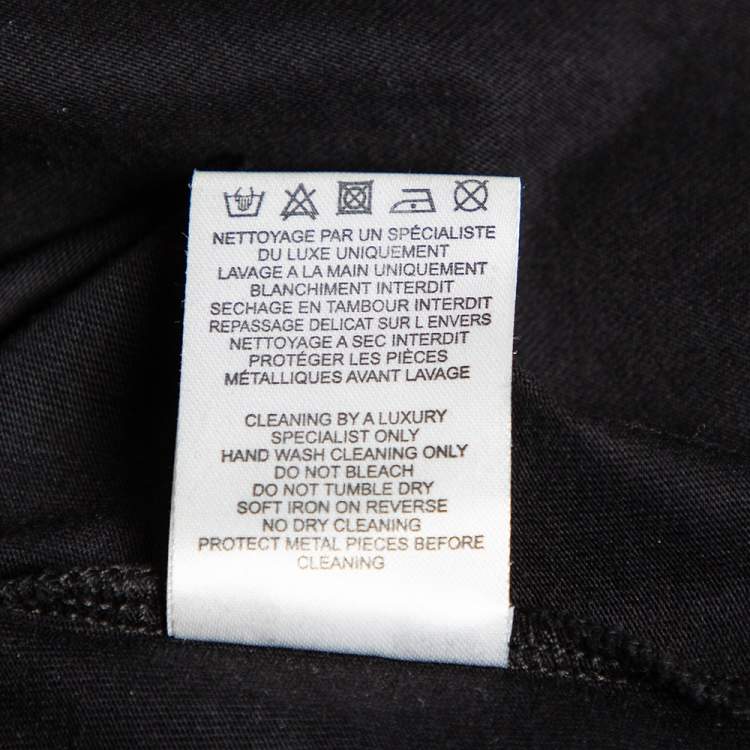 NETTOYAGE PAR UN SPÉCIALISTE
DU LUXE UNIQUEMENT
LAVAGE A LA MAIN UNIQUEMENT
BLANCHIMENT INTERDIT
SECHAGE EN TAMBOUR INTERDIT
REPASSAGE DELICAT SUR L ENVERS
NETTOYAGE A SEC INTERDIT
PROTÉGER LES PIÈCES
MÉTALLIQUES AVANT LAVAGE
CLEANING BY A LUXURY
SPECIALIST ONLY
HAND WASH CLEANING ONLY
DO NOT BLEACH
DO NOT TUMBLE DRY
SOFT IRON ON REVERSE
NO DRY CLEANING
PROTECT METAL PIECES BEFORE
CLEANING